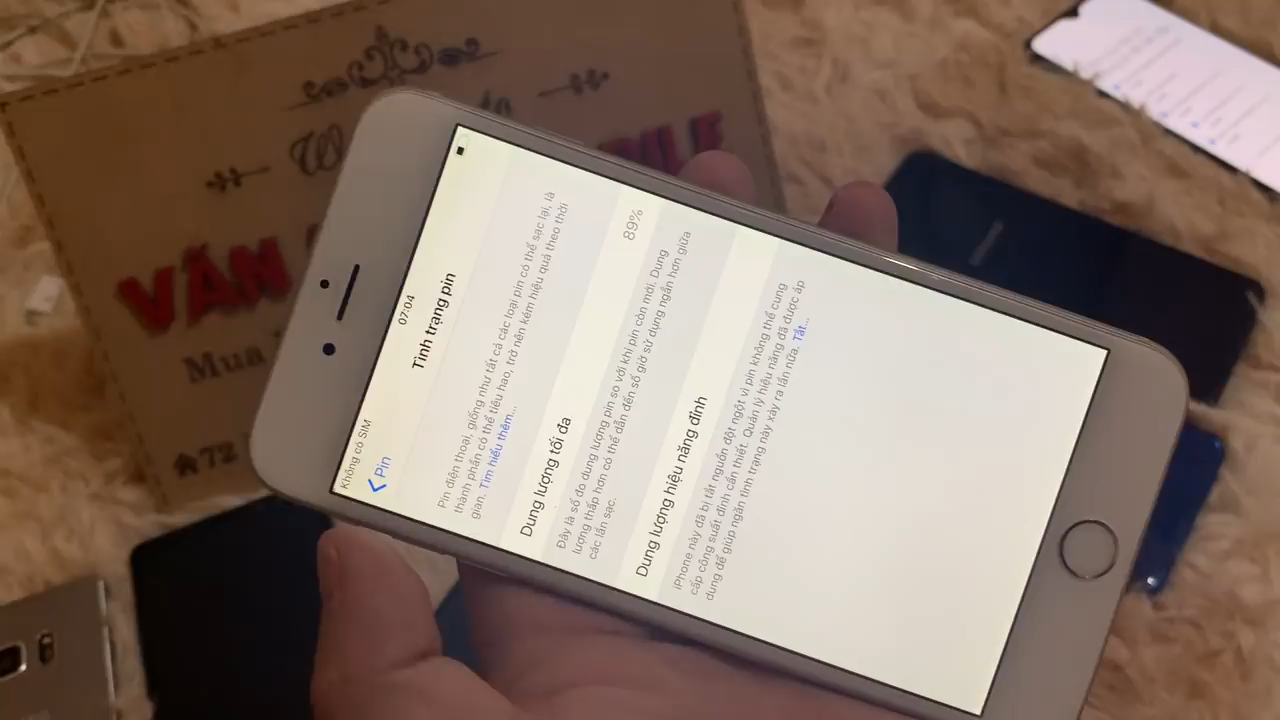 Không có SIM
07:04
Pin
Tình trạng pin
Pin điện thoại, giống như tất cả các loại pin có thể sạc lại, là
thành phần có thể tiêu hao, trở nên kém hiệu quả theo thời
gian. Tìm hiểu thêm...
Dung lượng tối đa
89%
Đây là số đo dung lượng pin so với khi pin còn mới. Dung
lượng thấp hơn có thể dẫn đến số giờ sử dụng ngắn hơn giữa
các lần sạc.
Dung lượng hiệu năng đỉnh
iPhone này đã bị tắt nguồn đột ngột vì pin không thể cung
cấp công suất đỉnh cần thiết. Quản lý hiệu năng đã được áp
dụng để giúp ngăn tình trạng này xảy ra lần nữa. Tắt...
VĂN
Mua
72